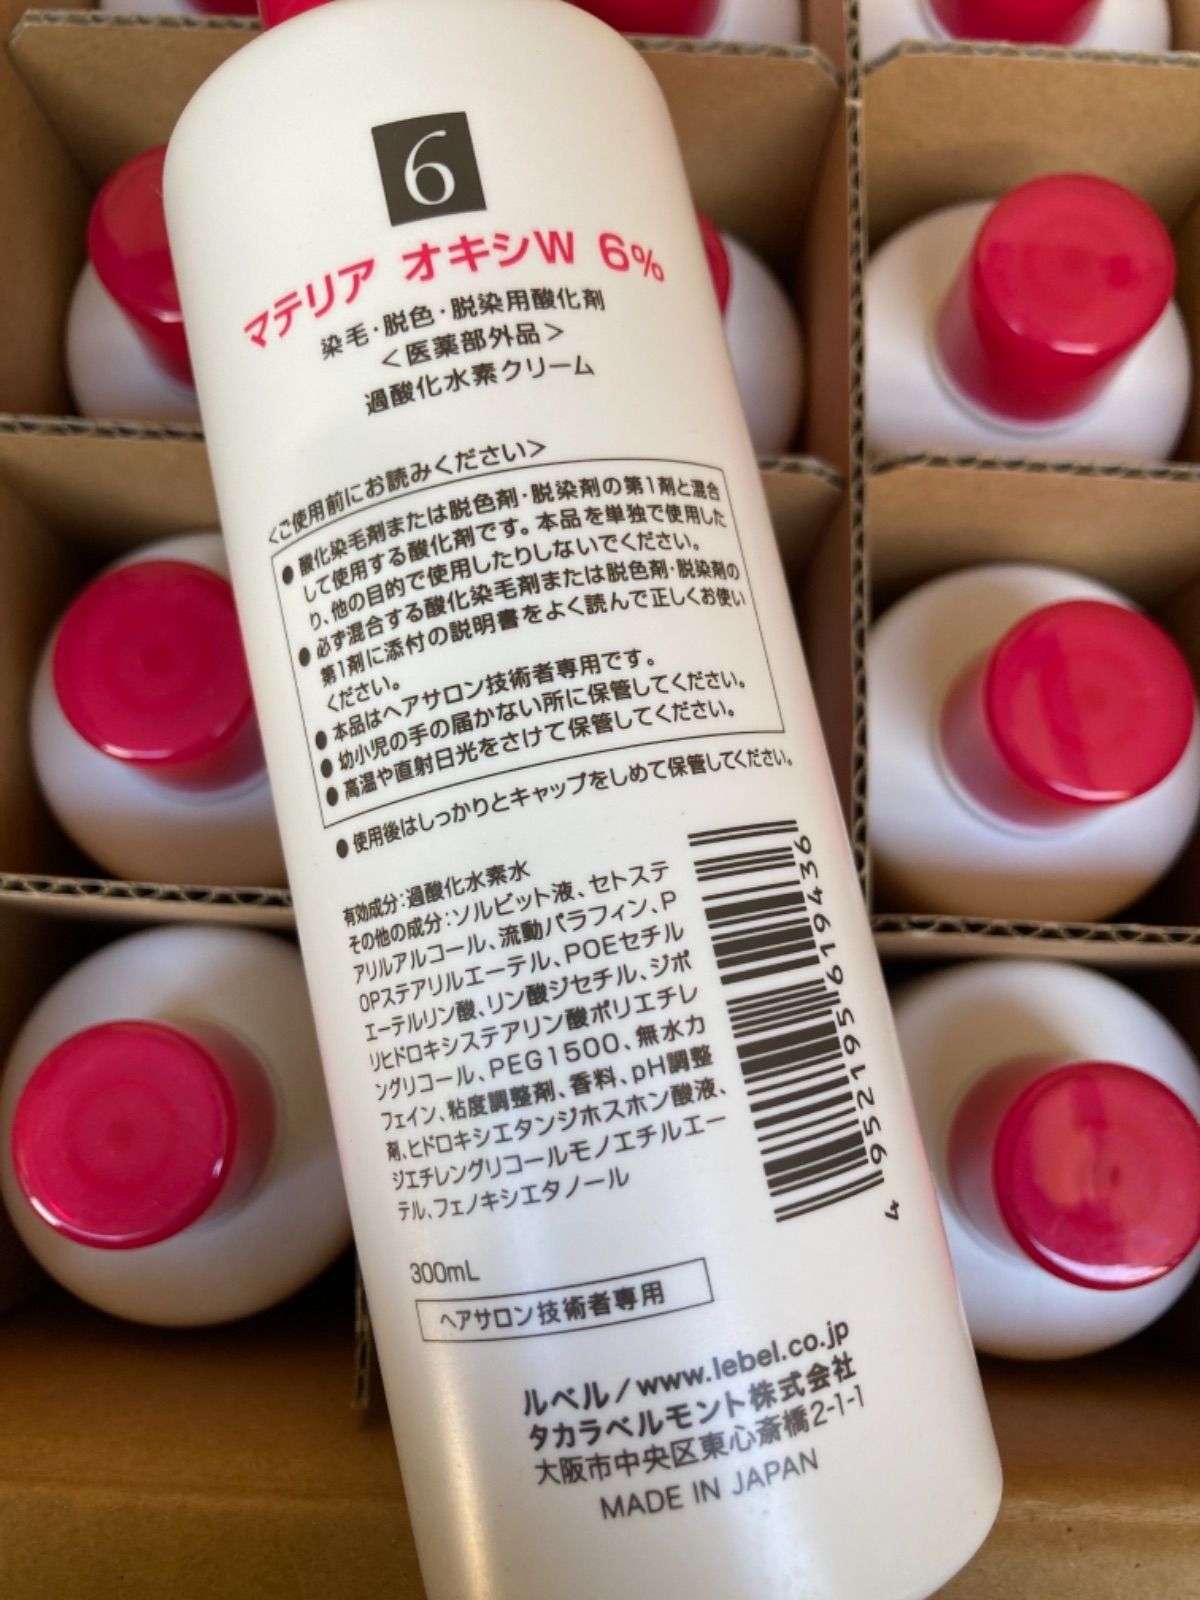 6
マテリア オキシW 6%
染毛・脱色・脱染用酸化剤
<医薬部外品>
過酸化水素クリーム
<ご使用前にお読みください>
● 酸化染毛剤または脱色剤・脱染剤の第1剤と混合
して使用する酸化剤です。本品を単独で使用した
り、他の目的で使用したりしないでください。
● 必ず混合する酸化染毛剤または脱色剤・脱染剤の
第1剤に添付の説明書をよく読んで正しくお使い
ください。
● 本品はヘアサロン技術者専用です。
● 幼小児の手の届かない所に保管してください。
● 高温や直射日光をさけて保管してください。
● 使用後はしっかりとキャップをしめて保管してください。
有効成分:過酸化水素水
その他の成分:ソルビット液、セトステ
アリルアルコール、流動パラフィン、P
OPステアリルエーテル、POEセチル
エーテルリン酸、リン酸ジセチル、ジポ
リヒドロキシステアリン酸ポリエチレ
ングリコール、PEG1500、無水カ
フェイン、粘度調整剤、香料、pH調整
剤、ヒドロキシエタンジホスホン酸液、
ジエチレングリコールモノエチルエー
テル、フェノキシエタノール
4 952195 619436
300mL
ヘアサロン技術者専用
ルベル/www.lebel.co.jp
タカラベルモント株式会社
大阪市中央区東心斎橋2-1-1
MADE IN JAPAN